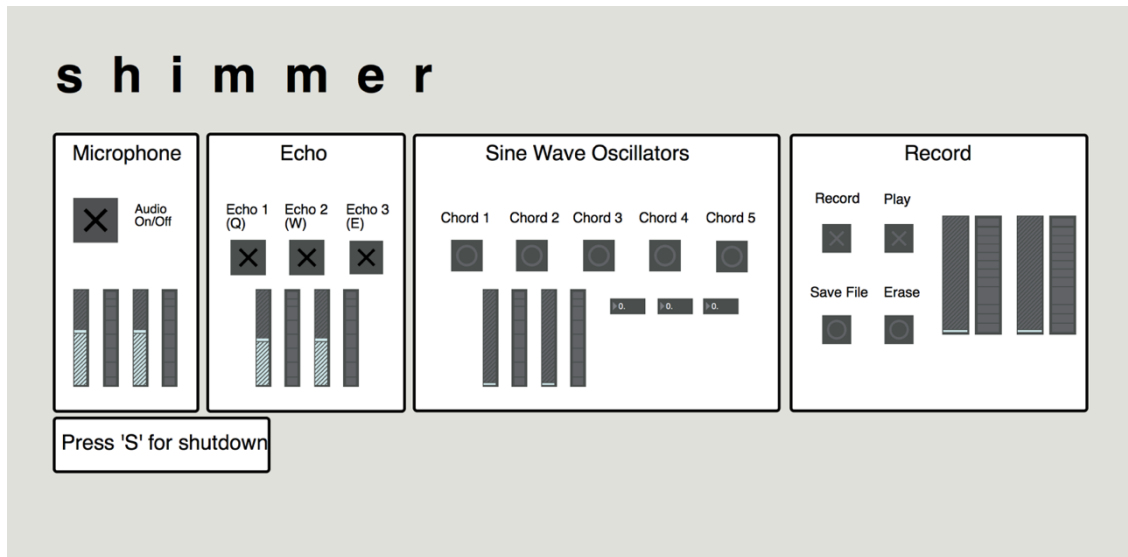 s h i m m e r
Microphone
Audio
On/Off
Echo
Echo 1
(Q)
Echo 2
(W)
Echo 3
(E)
Sine Wave Oscillators
Chord 1
Chord 2
Chord 3
Chord 4
Chord 5
0.
0.
0.
Record
Record
Play
Save File
Erase
Press 'S' for shutdown